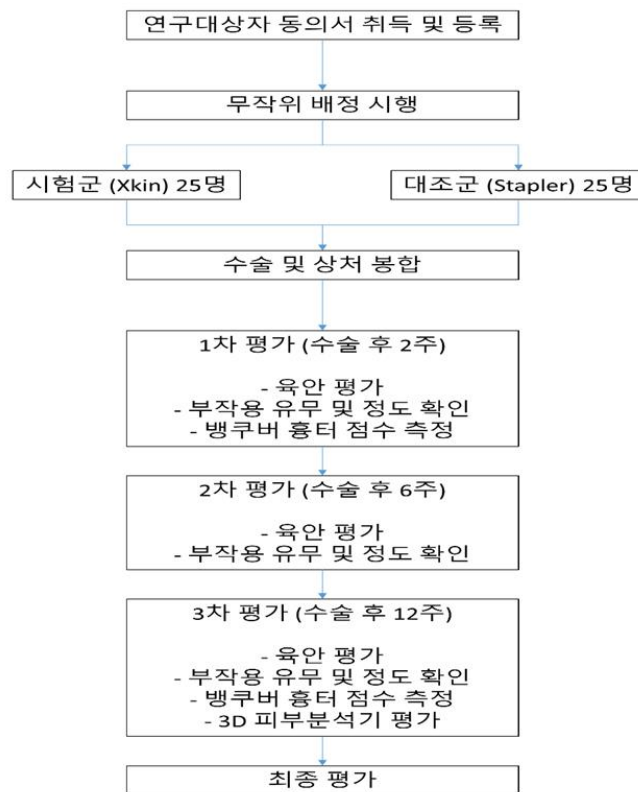 연구대상자 동의서 취득 및 등록
무작위 배정 시행
시험군 (Xkin) 25명
대조군 (Stapler) 25명
수술 및 상처 봉합
1차 평가 (수술 후 2주)
- 육안 평가
- 부작용 유무 및 정도 확인
- 뱅쿠버 흉터 점수 측정
2차 평가 (수술 후 6주)
- 육안 평가
- 부작용 유무 및 정도 확인
3차 평가 (수술 후 12주)
- 육안 평가
- 부작용 유무 및 정도 확인
- 뱅쿠버 흉터 점수 측정
- 3D 피부분석기 평가
최종 평가